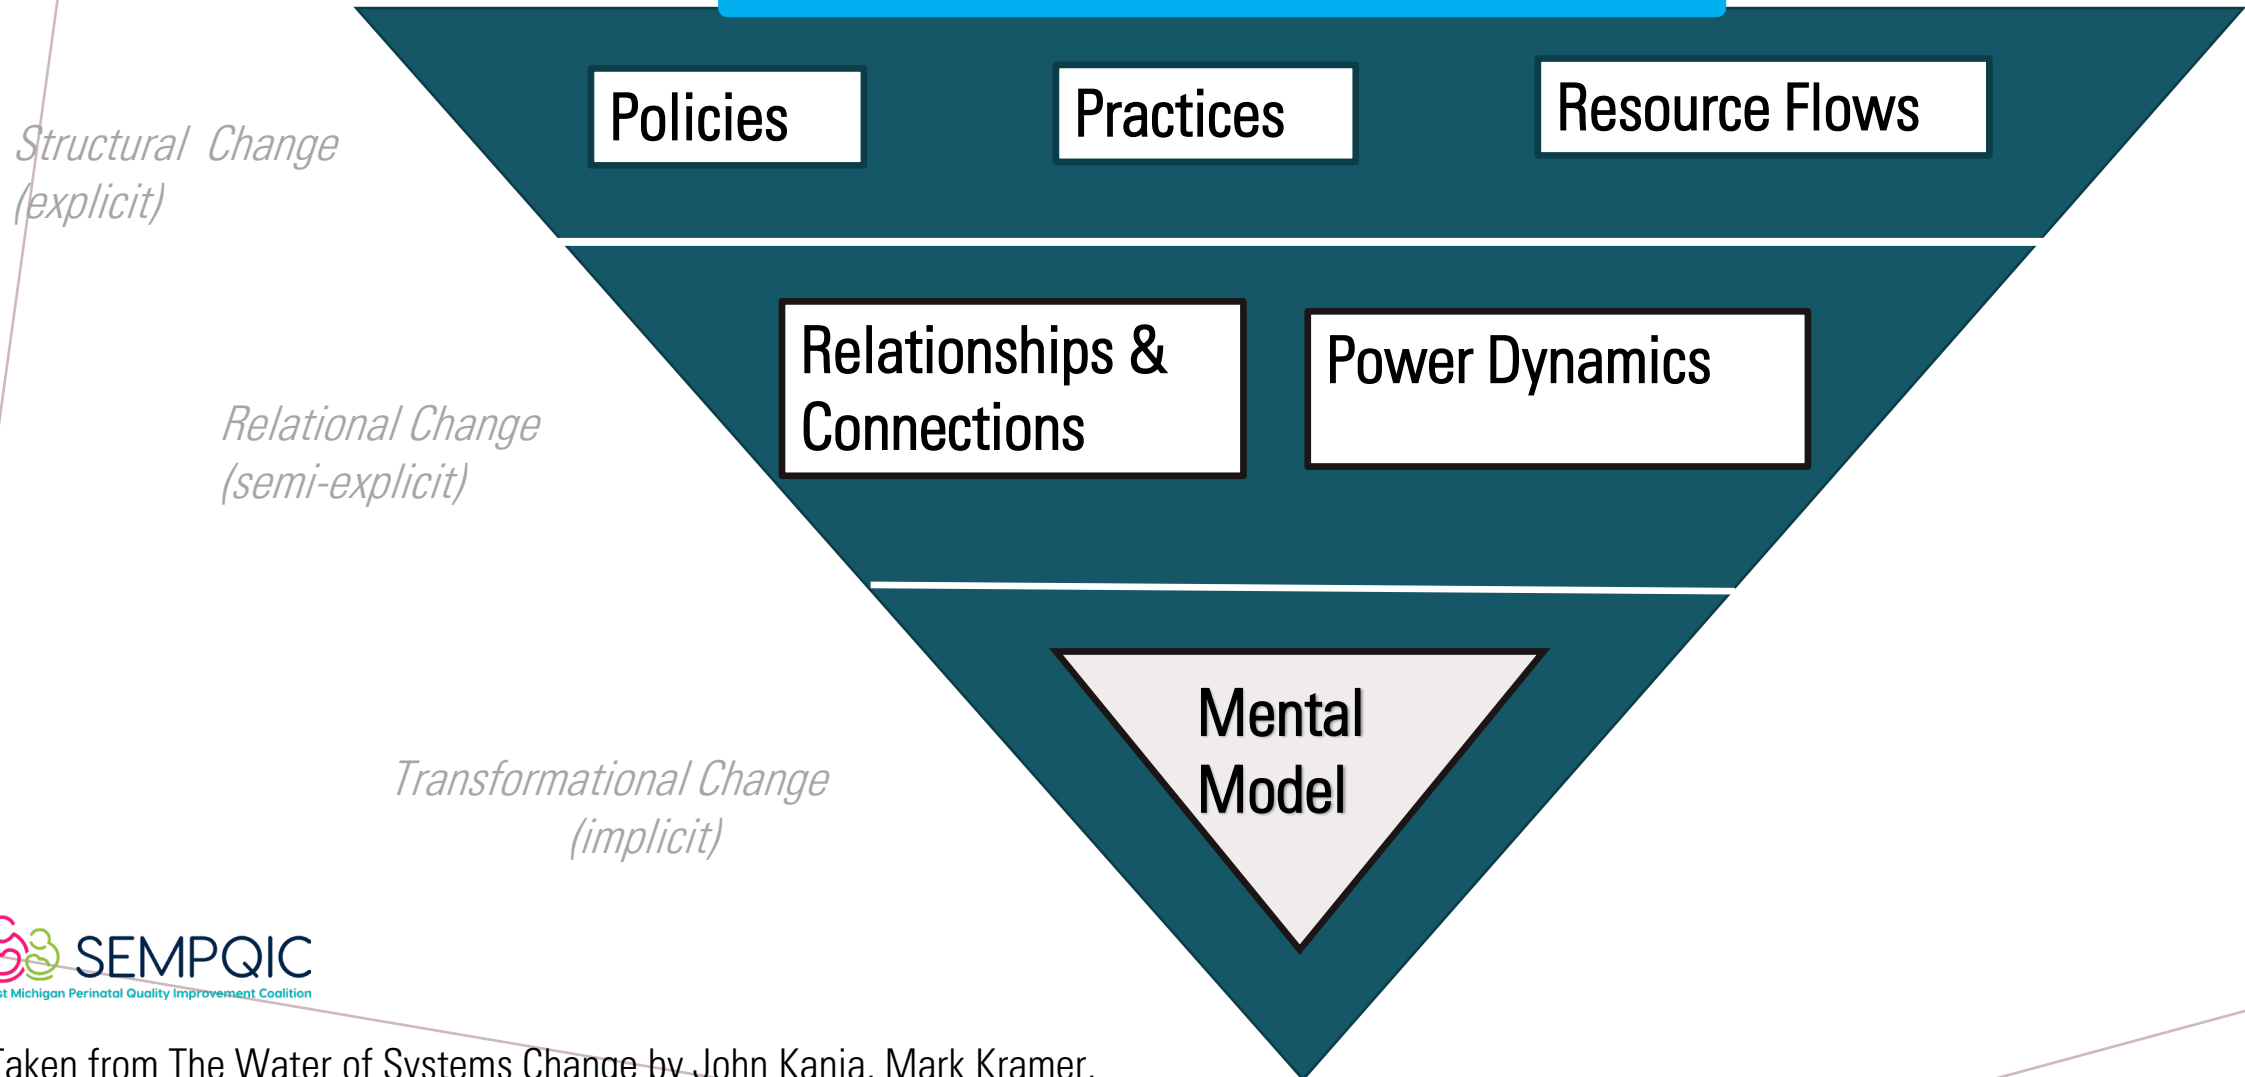 Policies
Practices
Resource Flows
Structural Change
(explicit)
Relationships &
Connections
Power Dynamics
Relational Change
(semi-explicit)
Mental
Model
Transformational Change
(implicit)
SEMPQIC
Michigan Perinatal Quality Improvement Coalition
Taken from The Water of Systems Change by John Kania, Mark Kramer,